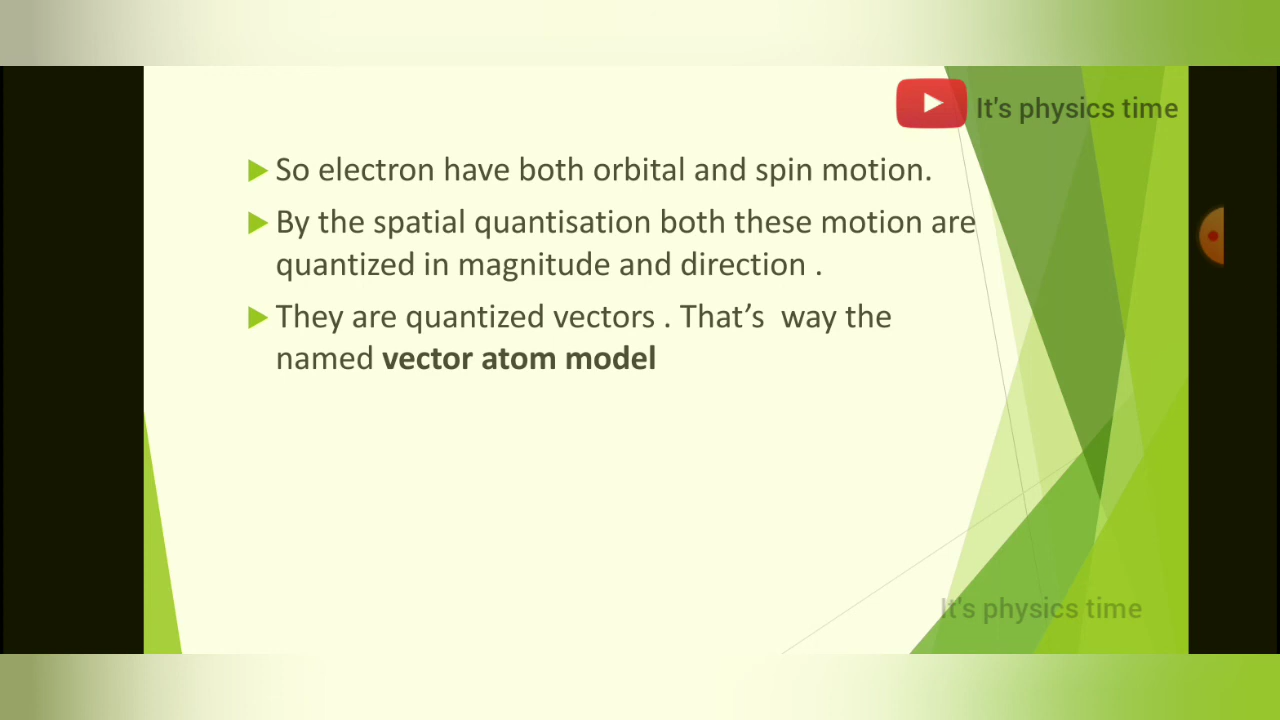 It's physics time
So electron have both orbital and spin motion.
By the spatial quantisation both these motion are
quantized in magnitude and direction .
They are quantized vectors . That’s  way the
named vector atom model
It's physics time